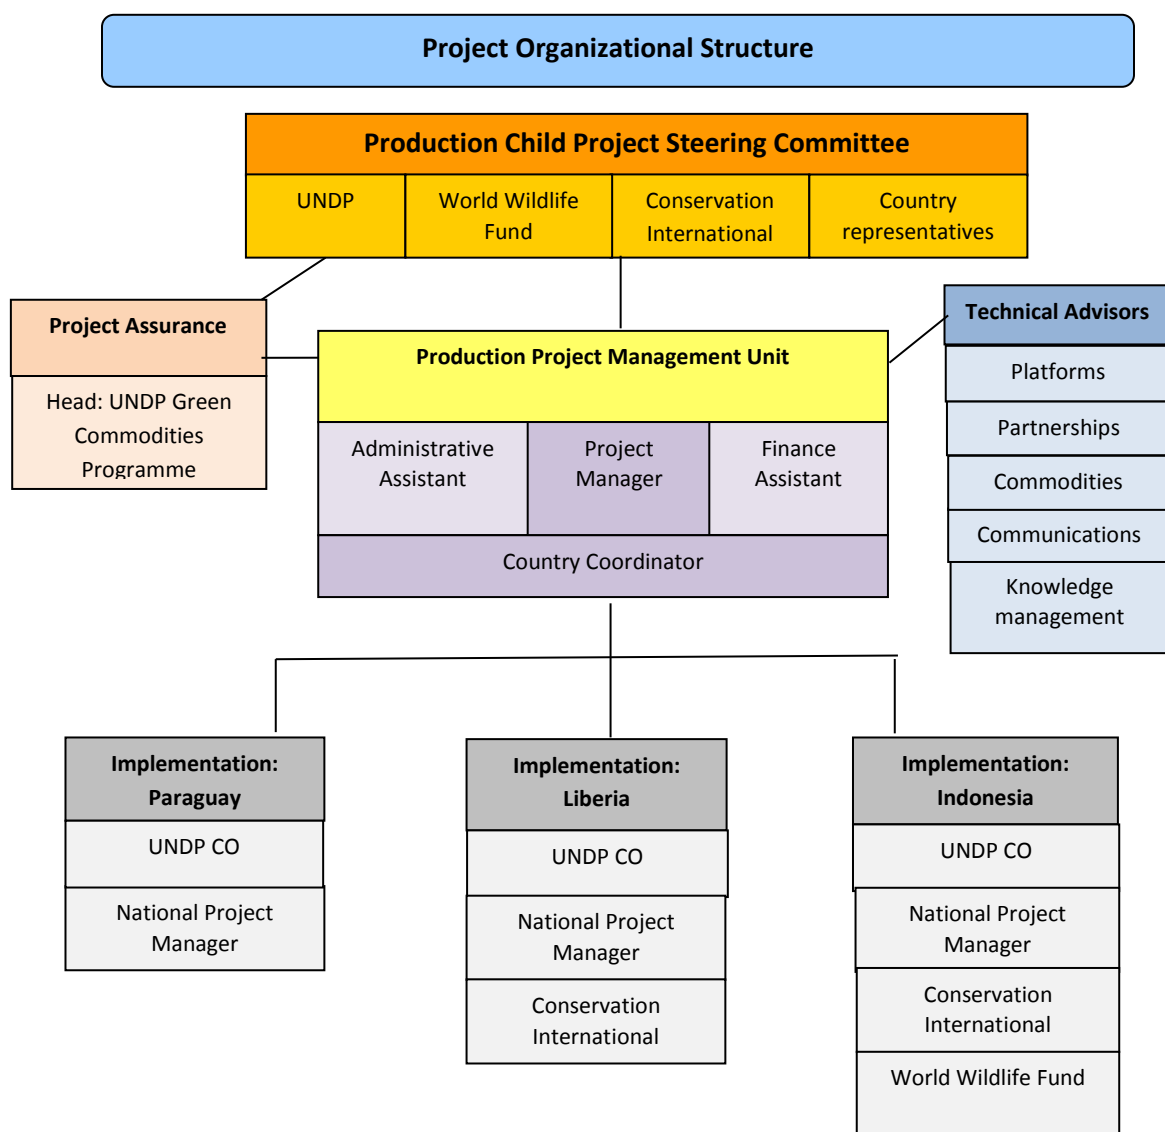 Project Organizational Structure
Production Child Project Steering Committee
UNDP
World Wildlife
Fund
Conservation
International
Country
representatives
Project Assurance
Head: UNDP Green
Commodities
Programme
Production Project Management Unit
Administrative
Assistant
Project
Manager
Finance
Assistant
Country Coordinator
Technical Advisors
Platforms
Partnerships
Commodities
Communications
Knowledge
management
Implementation:
Paraguay
UNDP CO
National Project
Manager
Implementation:
Liberia
UNDP CO
National Project
Manager
Conservation
International
Implementation:
Indonesia
UNDP CO
National Project
Manager
Conservation
International
World Wildlife Fund